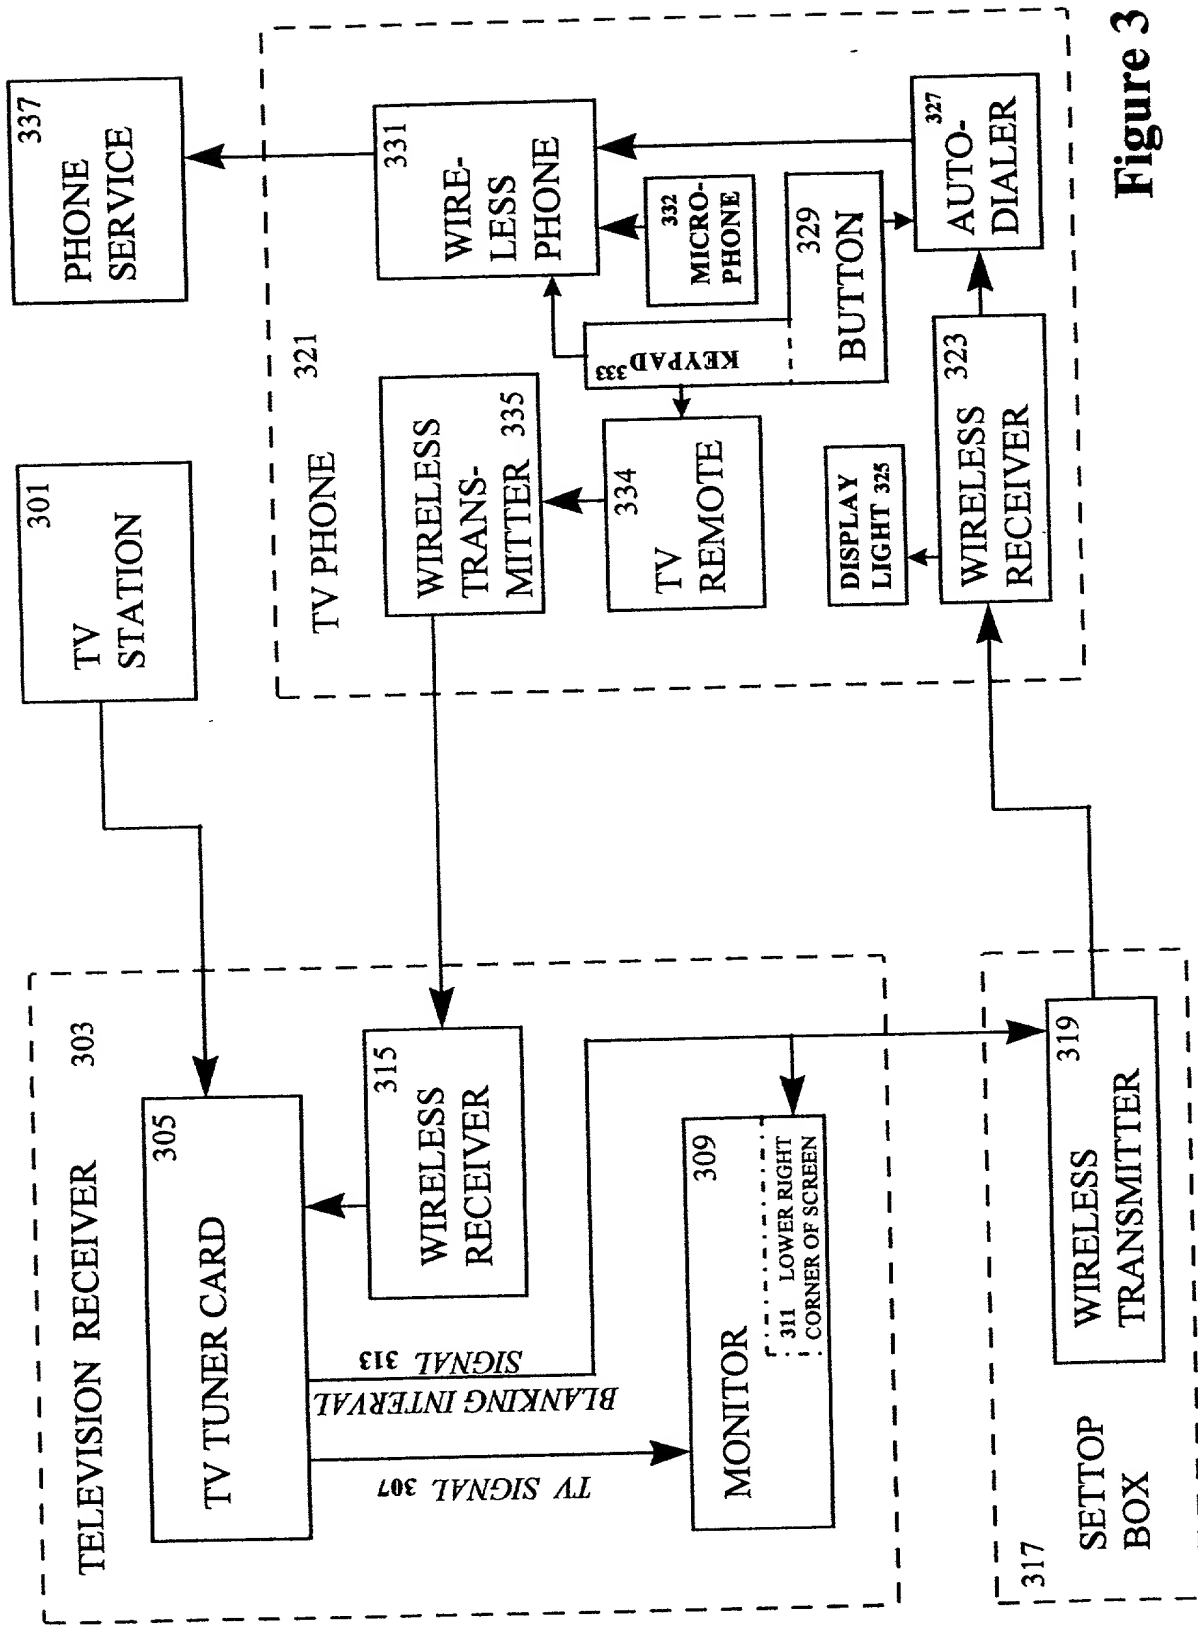 TELEVISION RECEIVER 303
305
TV TUNER CARD
315
WIRELESS
RECEIVER
TV SIGNAL 307
BLANKING INTERVAL
SIGNAL 313
309
MONITOR
311 LOWER RIGHT
CORNER OF SCREEN
317
SETTOP
BOX
319
WIRELESS
TRANSMITTER
301
TV
STATION
337
PHONE
SERVICE
TV PHONE 321
WIRELESS
TRANS-
MITTER 335
331
WIRE-
LESS
PHONE
334
TV
REMOTE
KEYPAD 333
332
MICRO-
PHONE
329
BUTTON
DISPLAY
LIGHT 325
323
WIRELESS
RECEIVER
327
AUTO-
DIALER
Figure 3